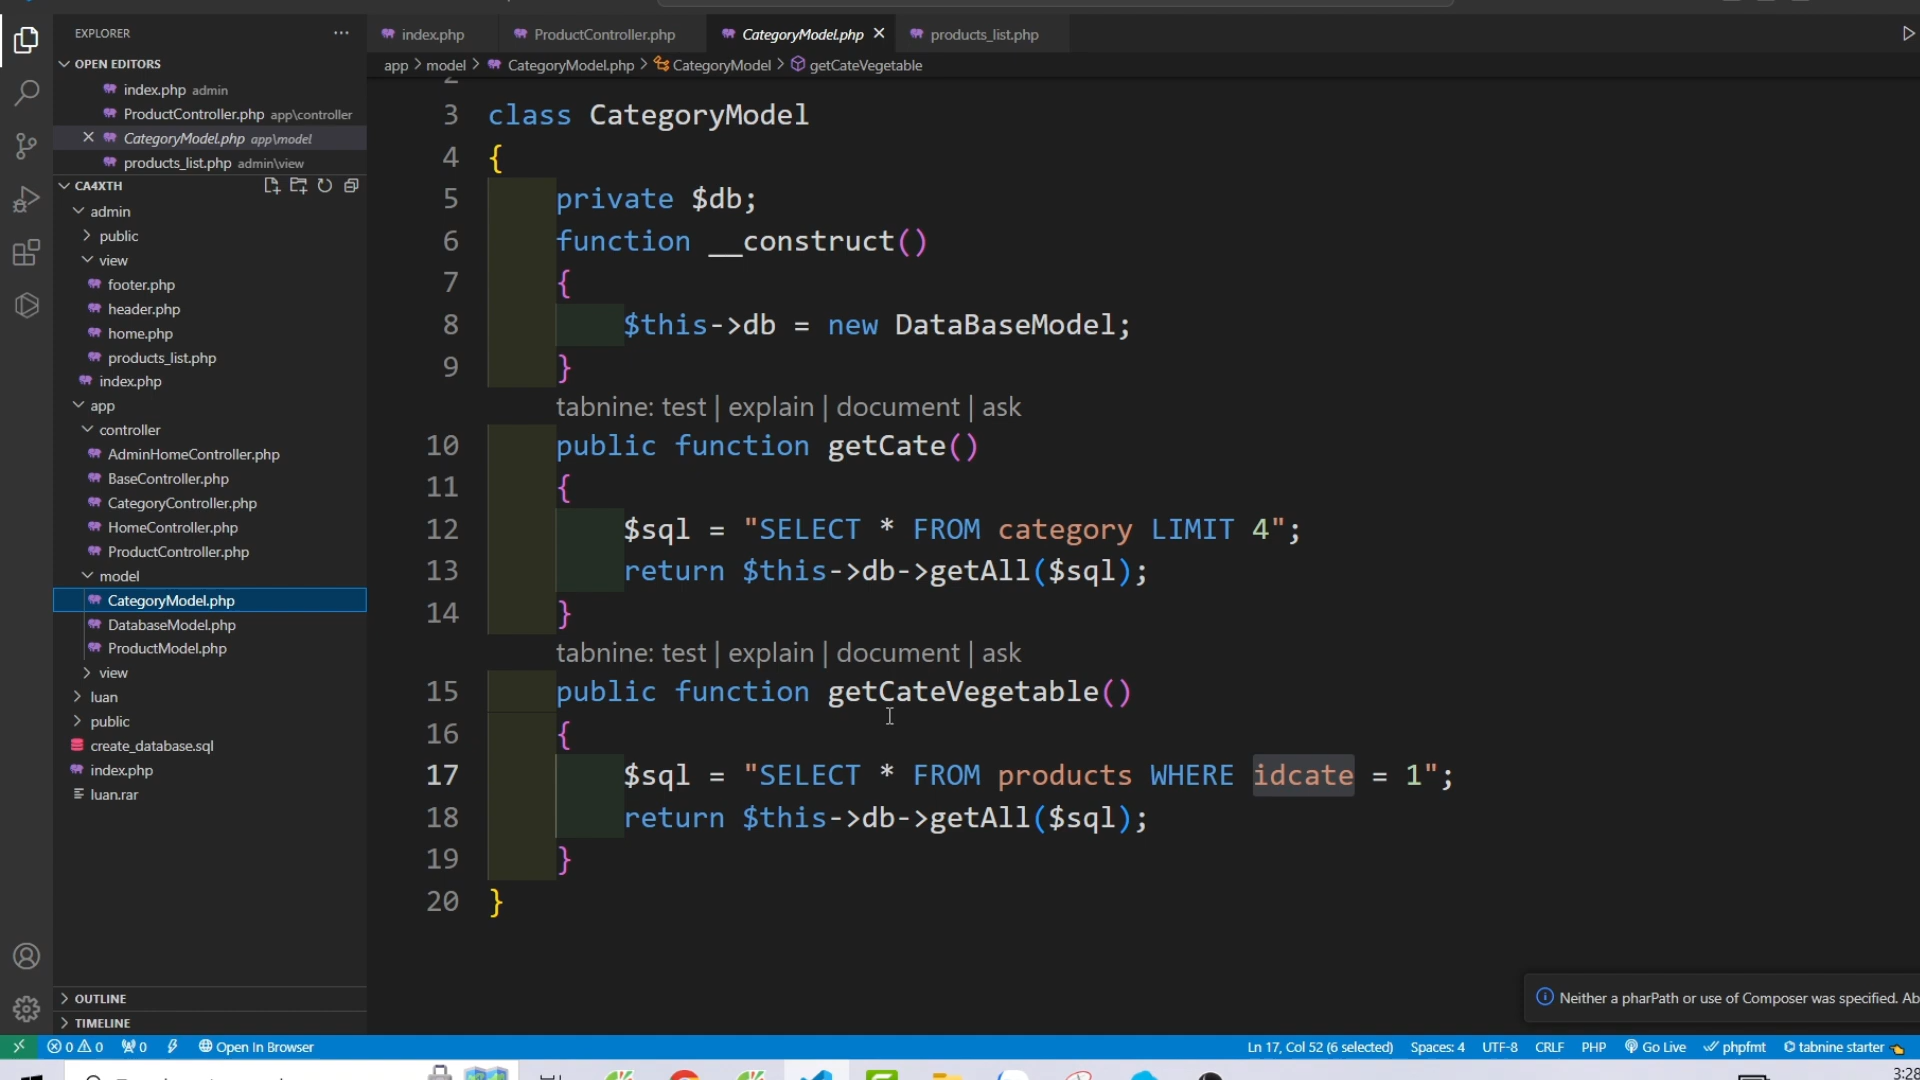 EXPLORER
index.php
ProductController.php
CategoryModel.php
products_list.php
OPEN EDITORS
app > model > CategoryModel.php > CategoryModel > getCateVegetable
index.php admin
ProductController.php app\controller
CategoryModel.php app\model
products_list.php admin\view
CA4XTH
admin
public
view
footer.php
header.php
home.php
products_list.php
index.php
app
controller
AdminHomeController.php
BaseController.php
CategoryController.php
HomeController.php
ProductController.php
model
CategoryModel.php
DatabaseModel.php
ProductModel.php
view
luan
public
create_database.sql
index.php
luan.rar
OUTLINE
TIMELINE
2
3 class CategoryModel
4 {
5 private $db;
6 function __construct()
7 {
8 $this->db = new DataBaseModel;
9 }
tabnine: test | explain | document | ask
10 public function getCate()
11 {
12 $sql = "SELECT * FROM category LIMIT 4";
13 return $this->db->getAll($sql);
14 }
tabnine: test | explain | document | ask
15 public function getCateVegetable()
16 {
17 $sql = "SELECT * FROM products WHERE idcate = 1";
18 return $this->db->getAll($sql);
19 }
20 }
Neither a pharPath or use of Composer was specified. Ab
0 0 0 Open In Browser
Ln 17, Col 52 (6 selected) Spaces: 4 UTF-8 CRLF PHP Go Live phpfmt tabnine starter
3:28